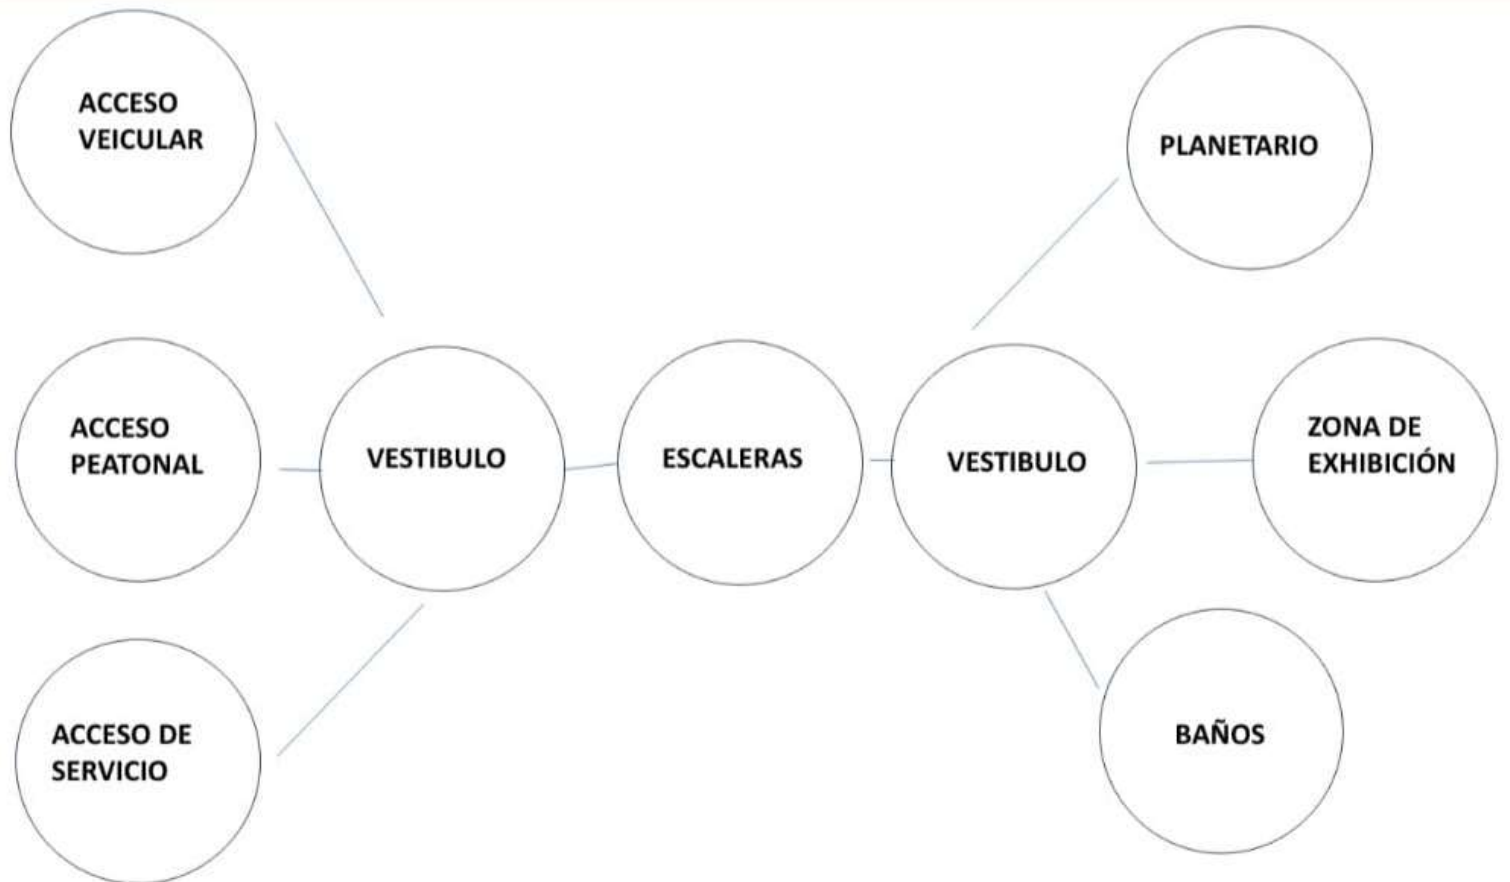 ACCESO
VEICULAR
PLANETARIO
ACCESO
PEATONAL
VESTIBULO
ESCALERAS
VESTIBULO
ZONA DE
EXHIBICIÓN
ACCESO DE
SERVICIO
BAÑOS